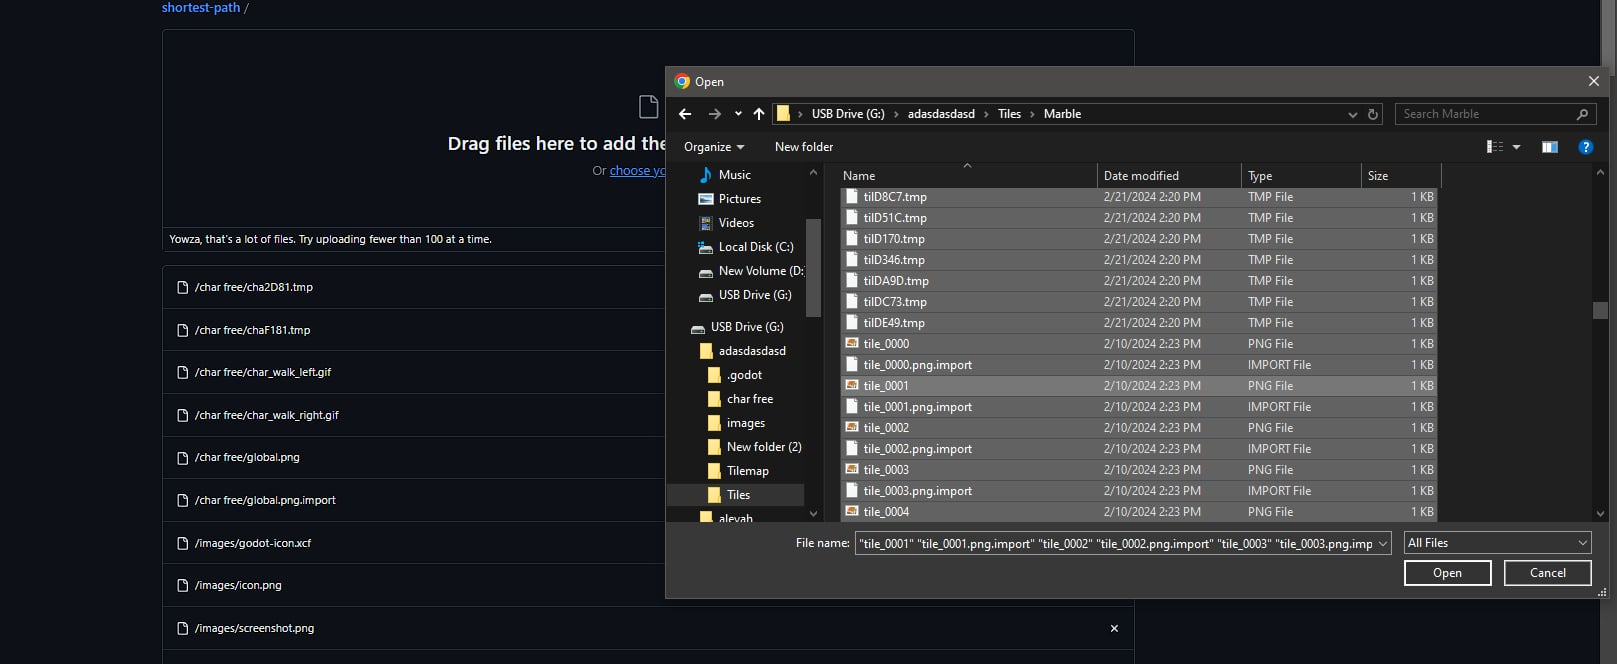 shortest-path /
Drag files here to add the
Or choose yo
Yowza, that's a lot of files. Try uploading fewer than 100 at a time.
/char free/cha2D81.tmp
/char free/chaF181.tmp
/char free/char_walk_left.gif
/char free/char_walk_right.gif
/char free/global.png
/char free/global.png.import
/images/godot-icon.xcf
/images/icon.png
/images/screenshot.png
Open
USB Drive (G:) › adasdasdasd › Tiles › Marble
Search Marble
Organize New folder
Music
Pictures
Videos
Local Disk (C:)
New Volume (D:
USB Drive (G:)
USB Drive (G:)
adasdasdasd
.godot
char free
images
New folder (2)
Tilemap
Tiles
alevah
Name Date modified Type Size
tilD8C7.tmp 2/21/2024 2:20 PM TMP File 1 KB
tilD51C.tmp 2/21/2024 2:20 PM TMP File 1 KB
tilD170.tmp 2/21/2024 2:20 PM TMP File 1 KB
tilD346.tmp 2/21/2024 2:20 PM TMP File 1 KB
tilDA9D.tmp 2/21/2024 2:20 PM TMP File 1 KB
tilDC73.tmp 2/21/2024 2:20 PM TMP File 1 KB
tilDE49.tmp 2/21/2024 2:20 PM TMP File 1 KB
tile_0000 2/10/2024 2:23 PM PNG File 1 KB
tile_0000.png.import 2/10/2024 2:23 PM IMPORT File 1 KB
tile_0001 2/10/2024 2:23 PM PNG File 1 KB
tile_0001.png.import 2/10/2024 2:23 PM IMPORT File 1 KB
tile_0002 2/10/2024 2:23 PM PNG File 1 KB
tile_0002.png.import 2/10/2024 2:23 PM IMPORT File 1 KB
tile_0003 2/10/2024 2:23 PM PNG File 1 KB
tile_0003.png.import 2/10/2024 2:23 PM IMPORT File 1 KB
tile_0004 2/10/2024 2:23 PM PNG File 1 KB
File name: "tile_0001" "tile_0001.png.import" "tile_0002" "tile_0002.png.import" "tile_0003" "tile_0003.png.imp
All Files
Open Cancel